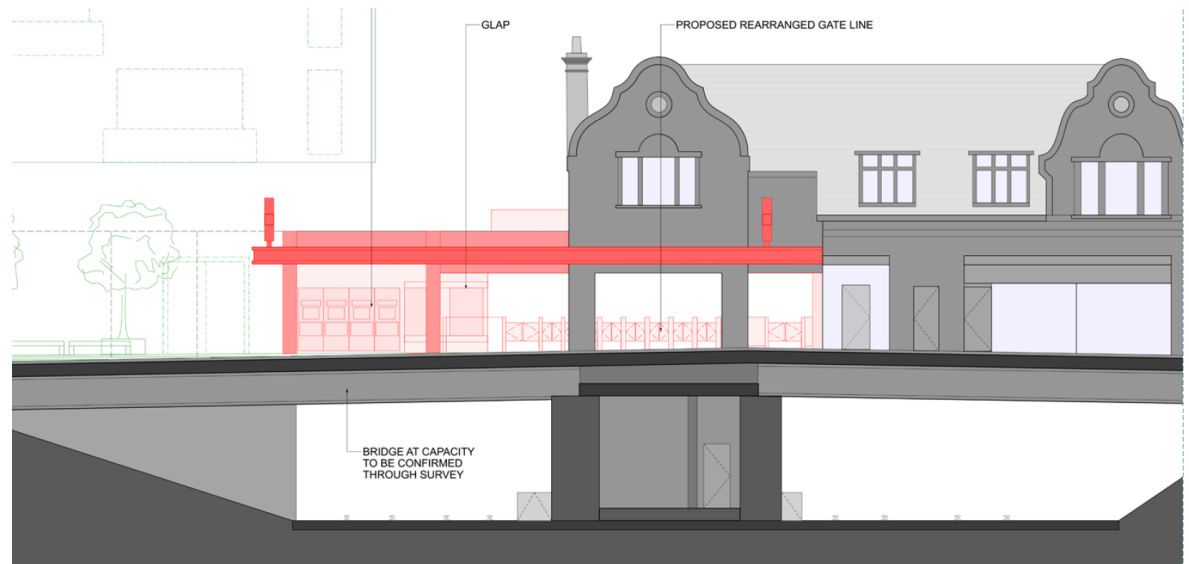 GLAP
PROPOSED REARRANGED GATE LINE
BRIDGE AT CAPACITY
TO BE CONFIRMED
THROUGH SURVEY